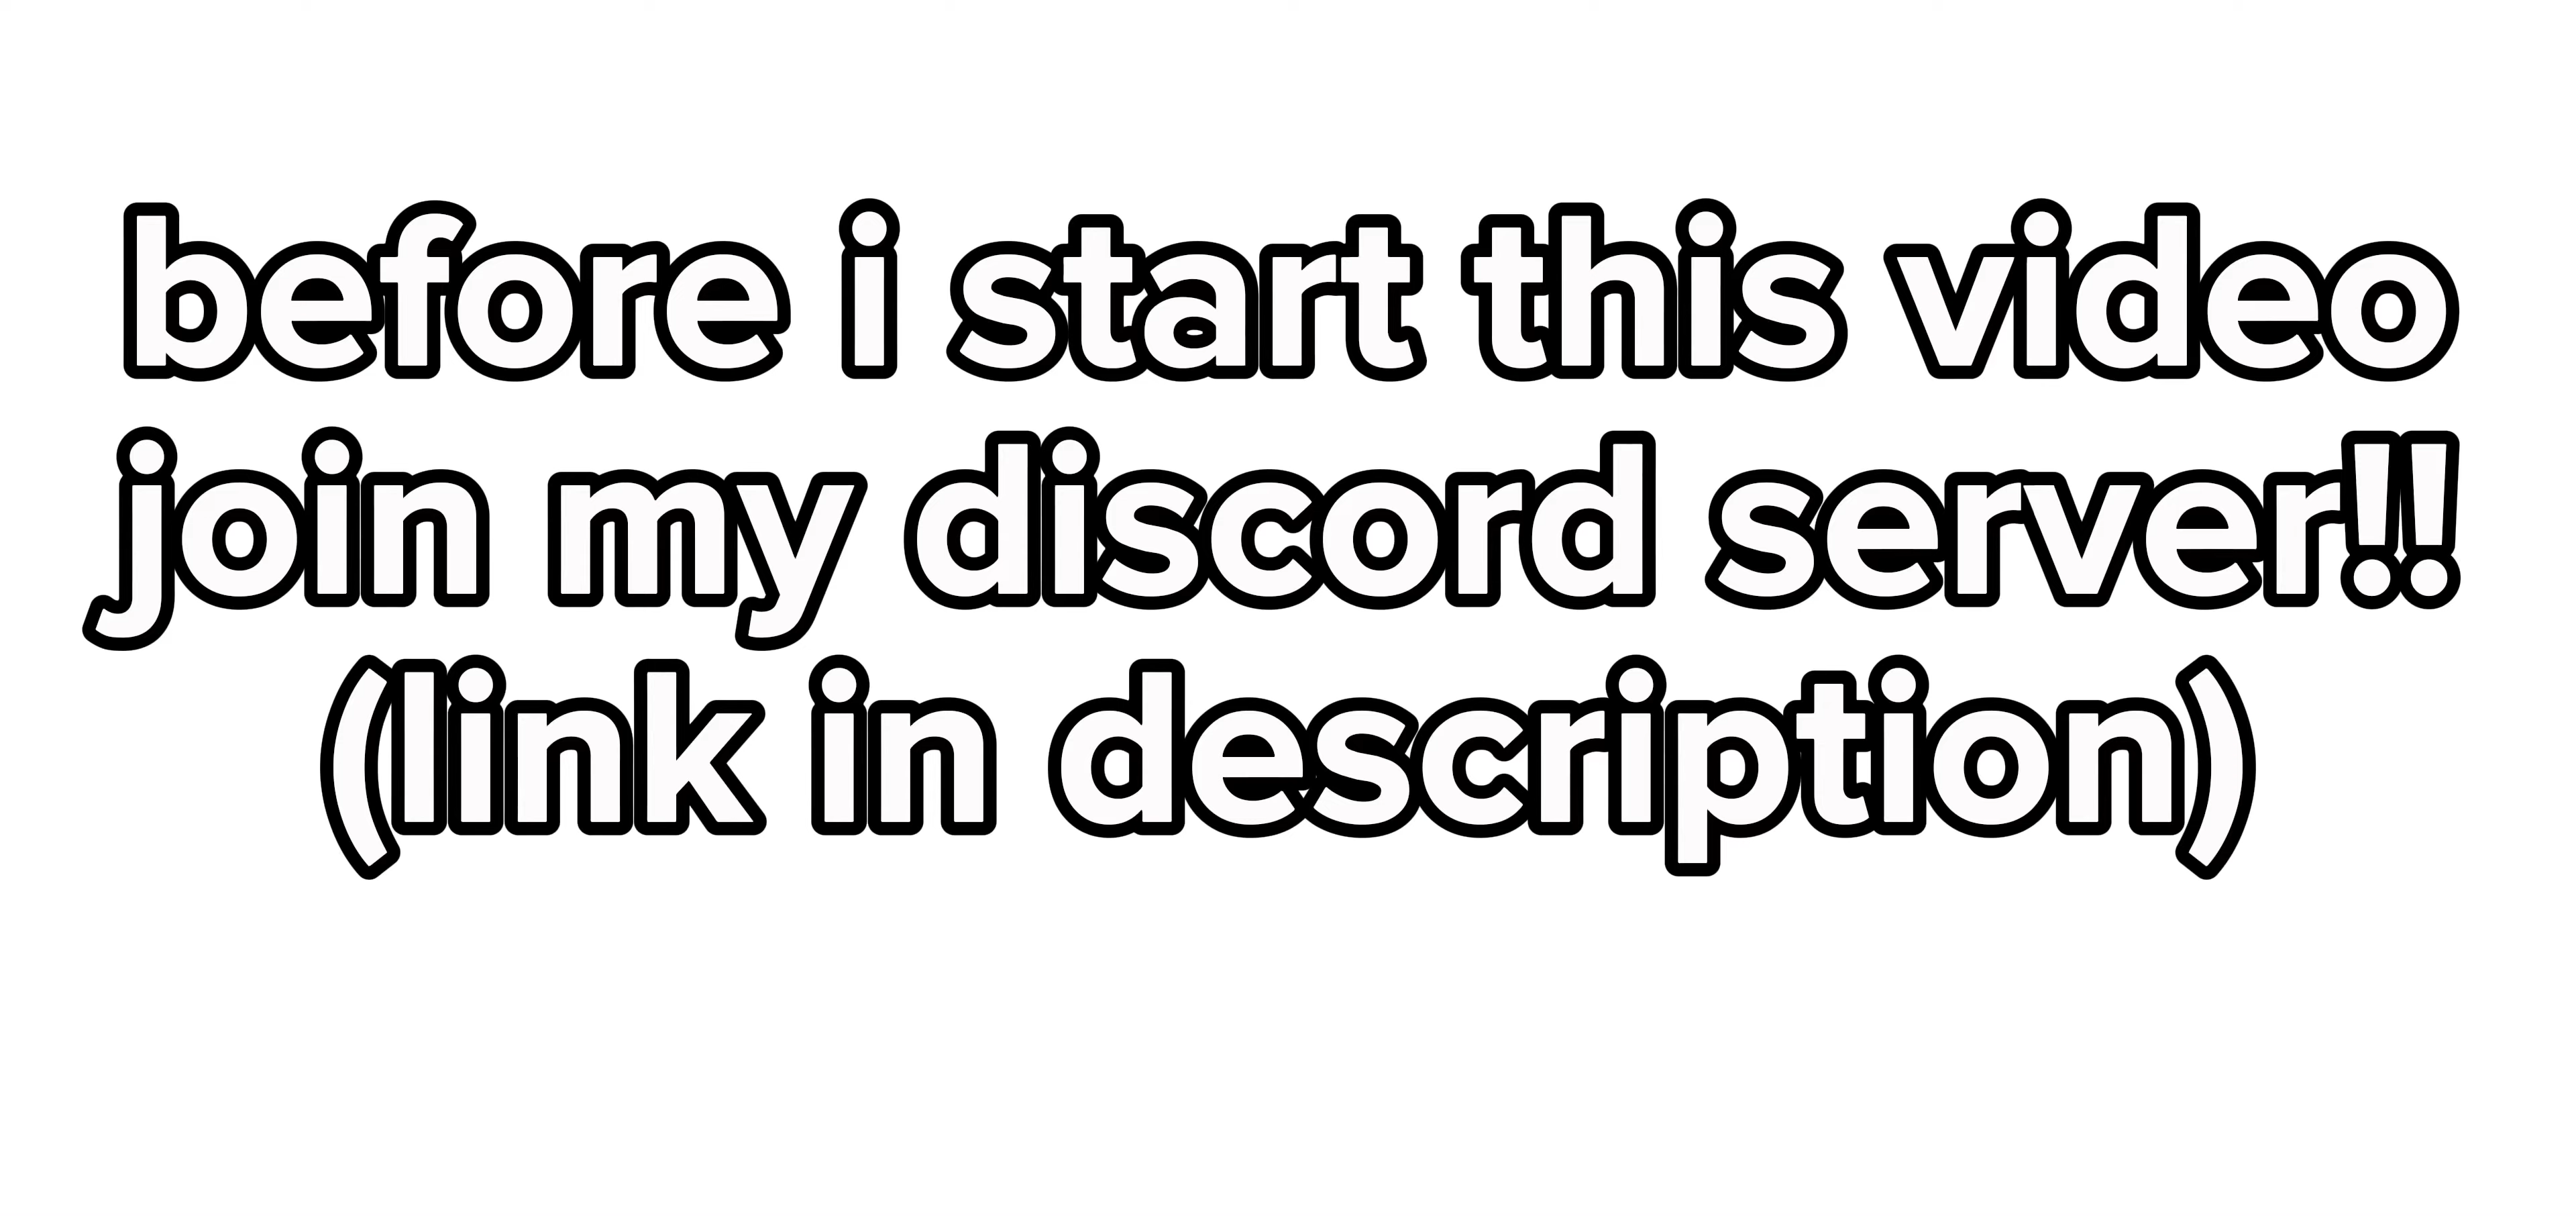 before i start this video
join my discord server!!
(link in description)